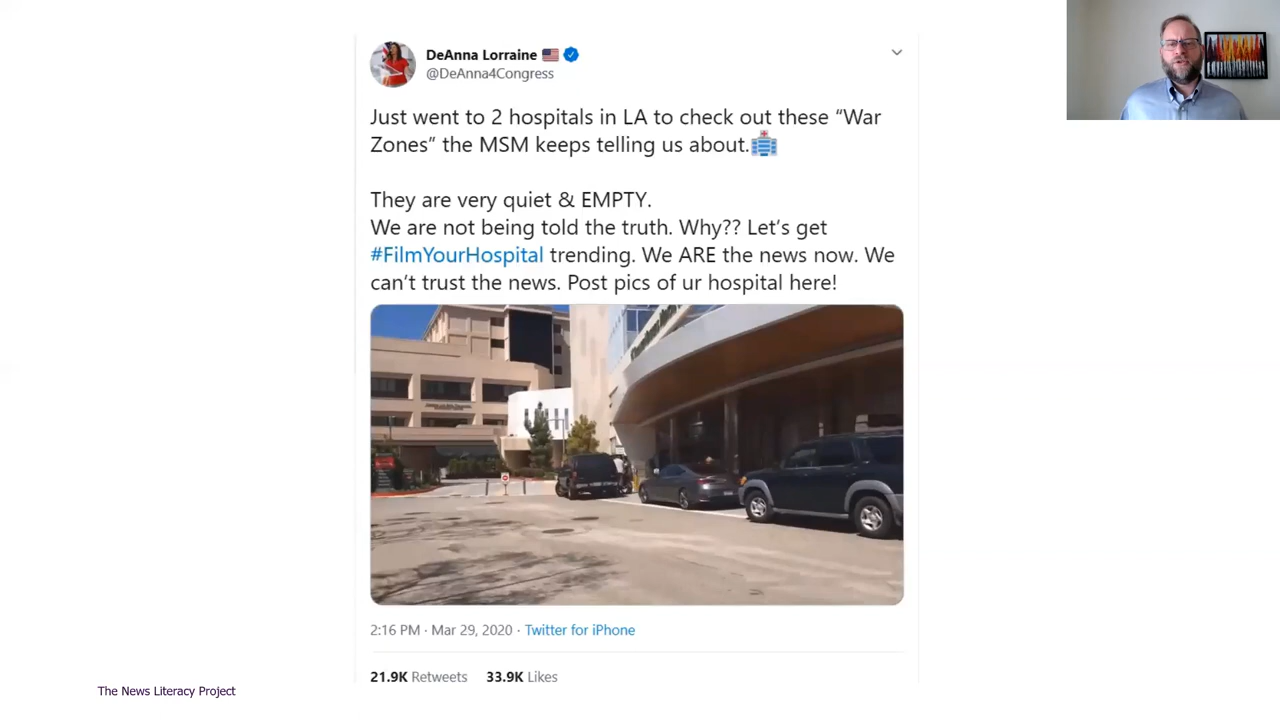 DeAnna Lorraine
@DeAnna4Congress
Just went to 2 hospitals in LA to check out these “War
Zones” the MSM keeps telling us about.
They are very quiet & EMPTY.
We are not being told the truth. Why?? Let’s get
#FilmYourHospital trending. We ARE the news now. We
can’t trust the news. Post pics of ur hospital here!
2:16 PM · Mar 29, 2020 · Twitter for iPhone
21.9K Retweets 33.9K Likes
The News Literacy Project